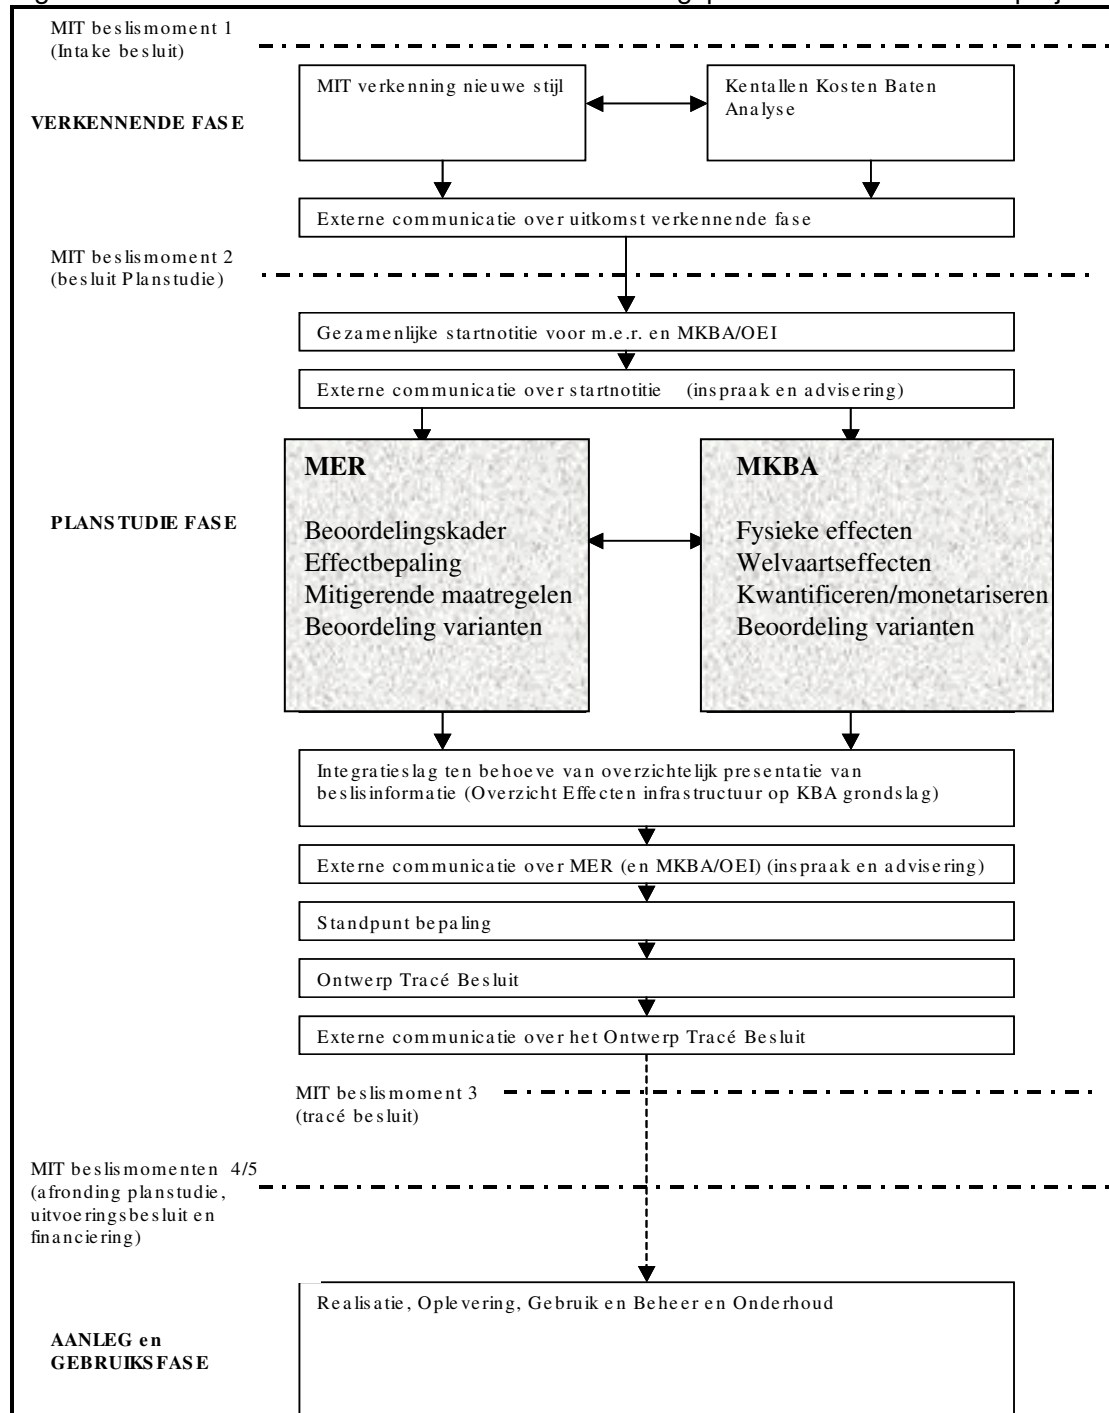 MIT beslismoment 1
(Intake besluit)
MIT verkenning nieuwe stijl
Kentallen Kosten Baten
Analyse
VERKENNENDE FASE
Externe communicatie over uitkomst verkennende fase
MIT beslismoment 2
(besluit Planstudie)
Gezamenlijke startnotitie voor m.e.r. en MKBA/OEI
Externe communicatie over startnotitie (inspraak en advisering)
PLANSTUDIE FASE
MER
Beoordelingskader
Effectbepaling
Mitigerende maatregelen
Beoordeling varianten
MKBA
Fysieke effecten
Welvaartseffecten
Kwantificeren/monetariseren
Beoordeling varianten
Integratieslag ten behoeve van overzichtelijk presentatie van
beslisinformatie (Overzicht Effecten infrastructuur op KBA grondslag)
Externe communicatie over MER (en MKBA/OEI) (inspraak en advisering)
Standpunt bepaling
Ontwerp Tracé Besluit
Externe communicatie over het Ontwerp Tracé Besluit
MIT beslismoment 3
(tracé besluit)
MIT beslismomenten 4/5
(afronding planstudie,
uitvoeringsbesluit en
financiering)
Realisatie, Oplevering, Gebruik en Beheer en Onderhoud
AANLEG en
GEBRUIKSFASE